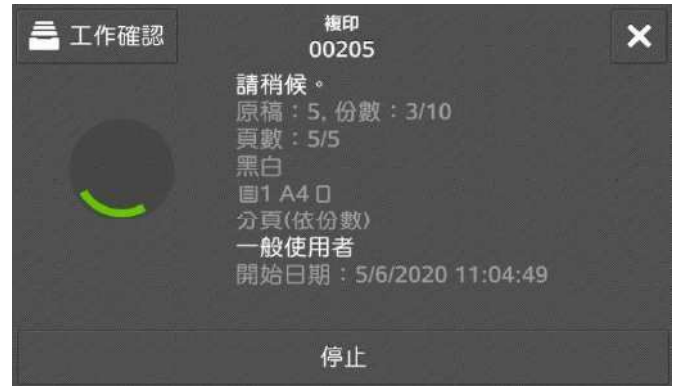 工作確認
複印
00205
請稍候。
原稿：5, 份數：3/10
頁數：5/5
黑白
1 A4
分頁(依份數)
一般使用者
開始日期：5/6/2020 11:04:49
停止